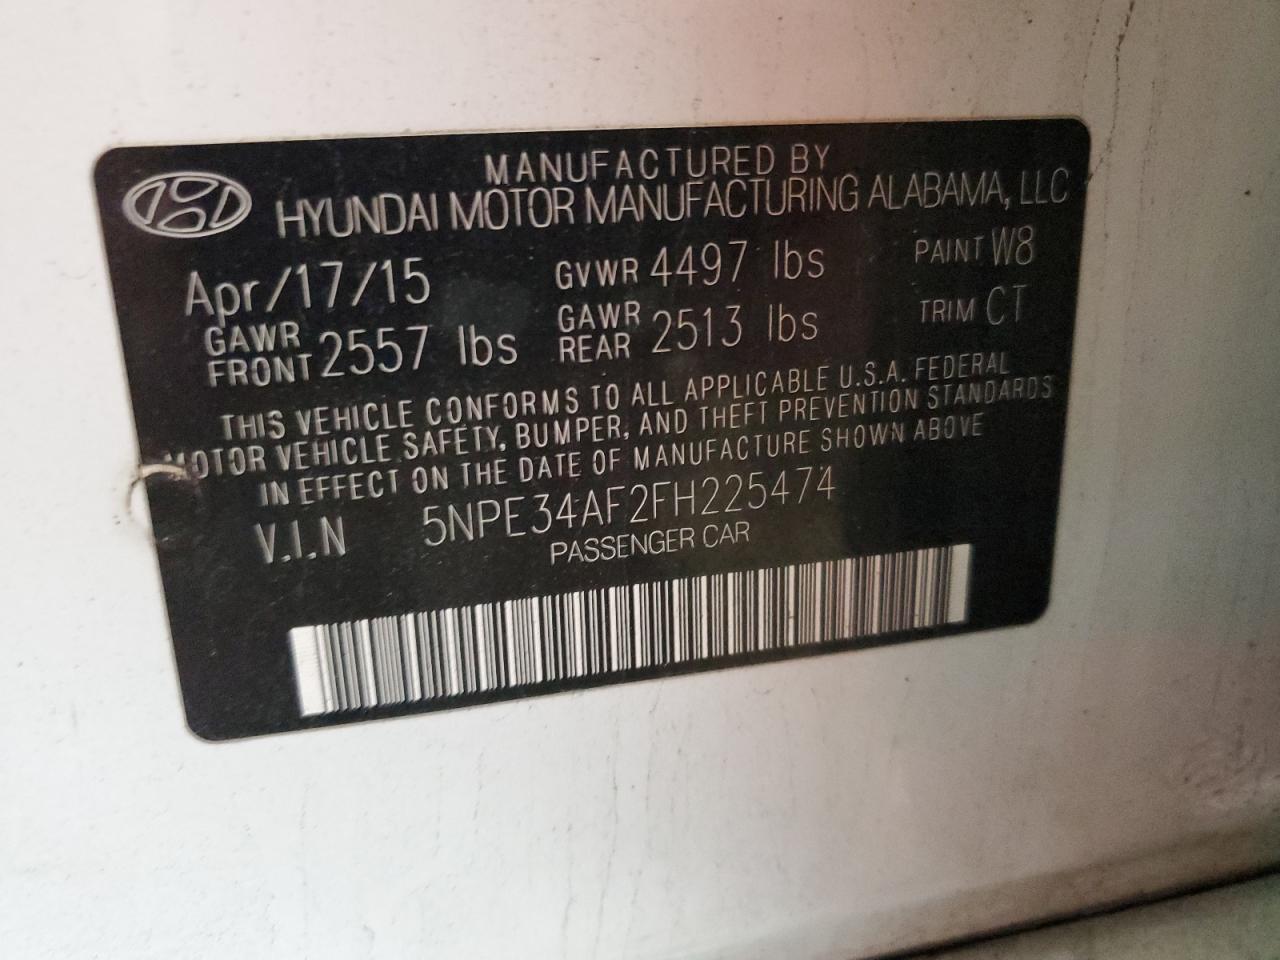 MANUFACTURED BY
HYUNDAI MOTOR MANUFACTURING ALABAMA, LLC
Apr/17/15 GVWR 4497 lbs PAINT W8
GAWR FRONT 2557 lbs GAWR REAR 2513 lbs TRIM CT
THIS VEHICLE CONFORMS TO ALL APPLICABLE U.S.A. FEDERAL
MOTOR VEHICLE SAFETY, BUMPER, AND THEFT PREVENTION STANDARDS
IN EFFECT ON THE DATE OF MANUFACTURE SHOWN ABOVE
V.I.N 5NPE34AF2FH225474
PASSENGER CAR